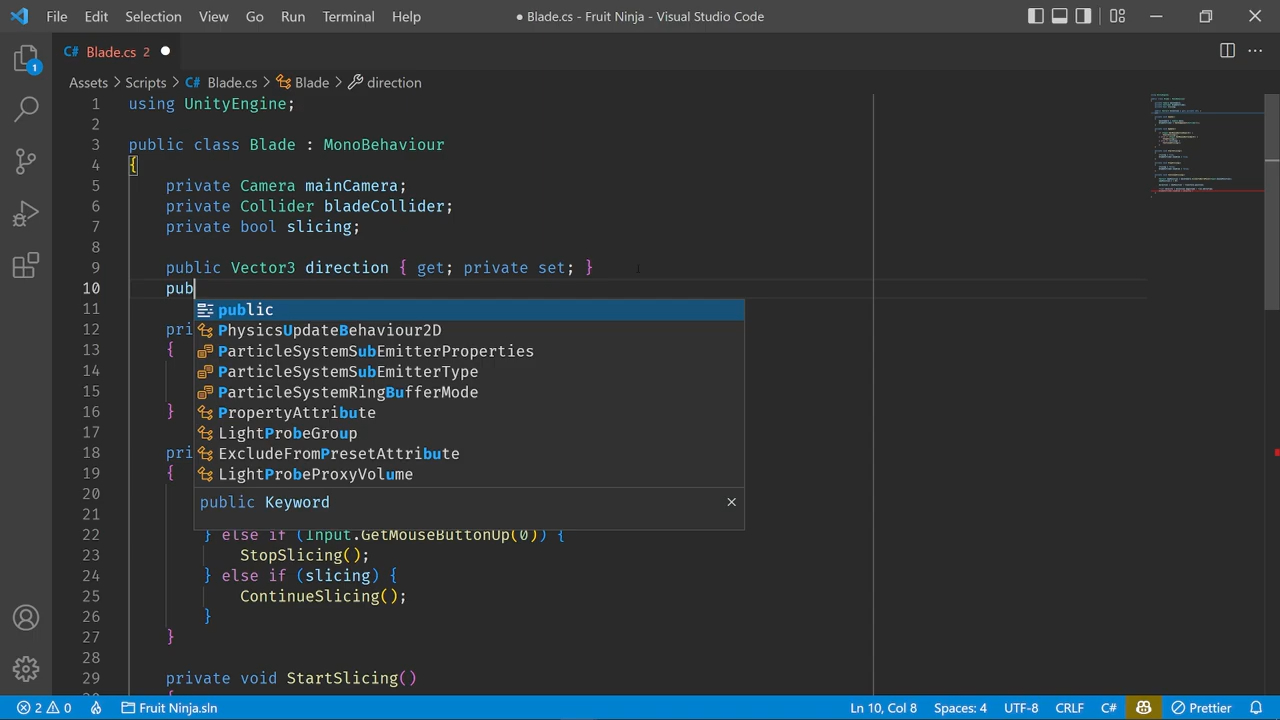 File Edit Selection View Go Run Terminal Help ● Blade.cs - Fruit Ninja - Visual Studio Code
C# Blade.cs 2 ●
Assets > Scripts > C# Blade.cs > Blade > direction
1 using UnityEngine;
2
3 public class Blade : MonoBehaviour
4 {
5 private Camera mainCamera;
6 private Collider bladeCollider;
7 private bool slicing;
8
9 public Vector3 direction { get; private set; }
10 pub
11 public
12 pri PhysicsUpdateBehaviour2D
13 { ParticleSystemSubEmitterProperties
14 ParticleSystemSubEmitterType
15 ParticleSystemRingBufferMode
16 } PropertyAttribute
17 LightProbeGroup
18 pri ExcludeFromPresetAttribute
19 { LightProbeProxyVolume
20
21 public Keyword
22 } else if (Input.GetMouseButtonUp(0)) {
23 StopSlicing();
24 } else if (slicing) {
25 ContinueSlicing();
26 }
27 }
28
29 private void StartSlicing()
1
2 0 Fruit Ninja.sln Ln 10, Col 8 Spaces: 4 UTF-8 CRLF C# Prettier